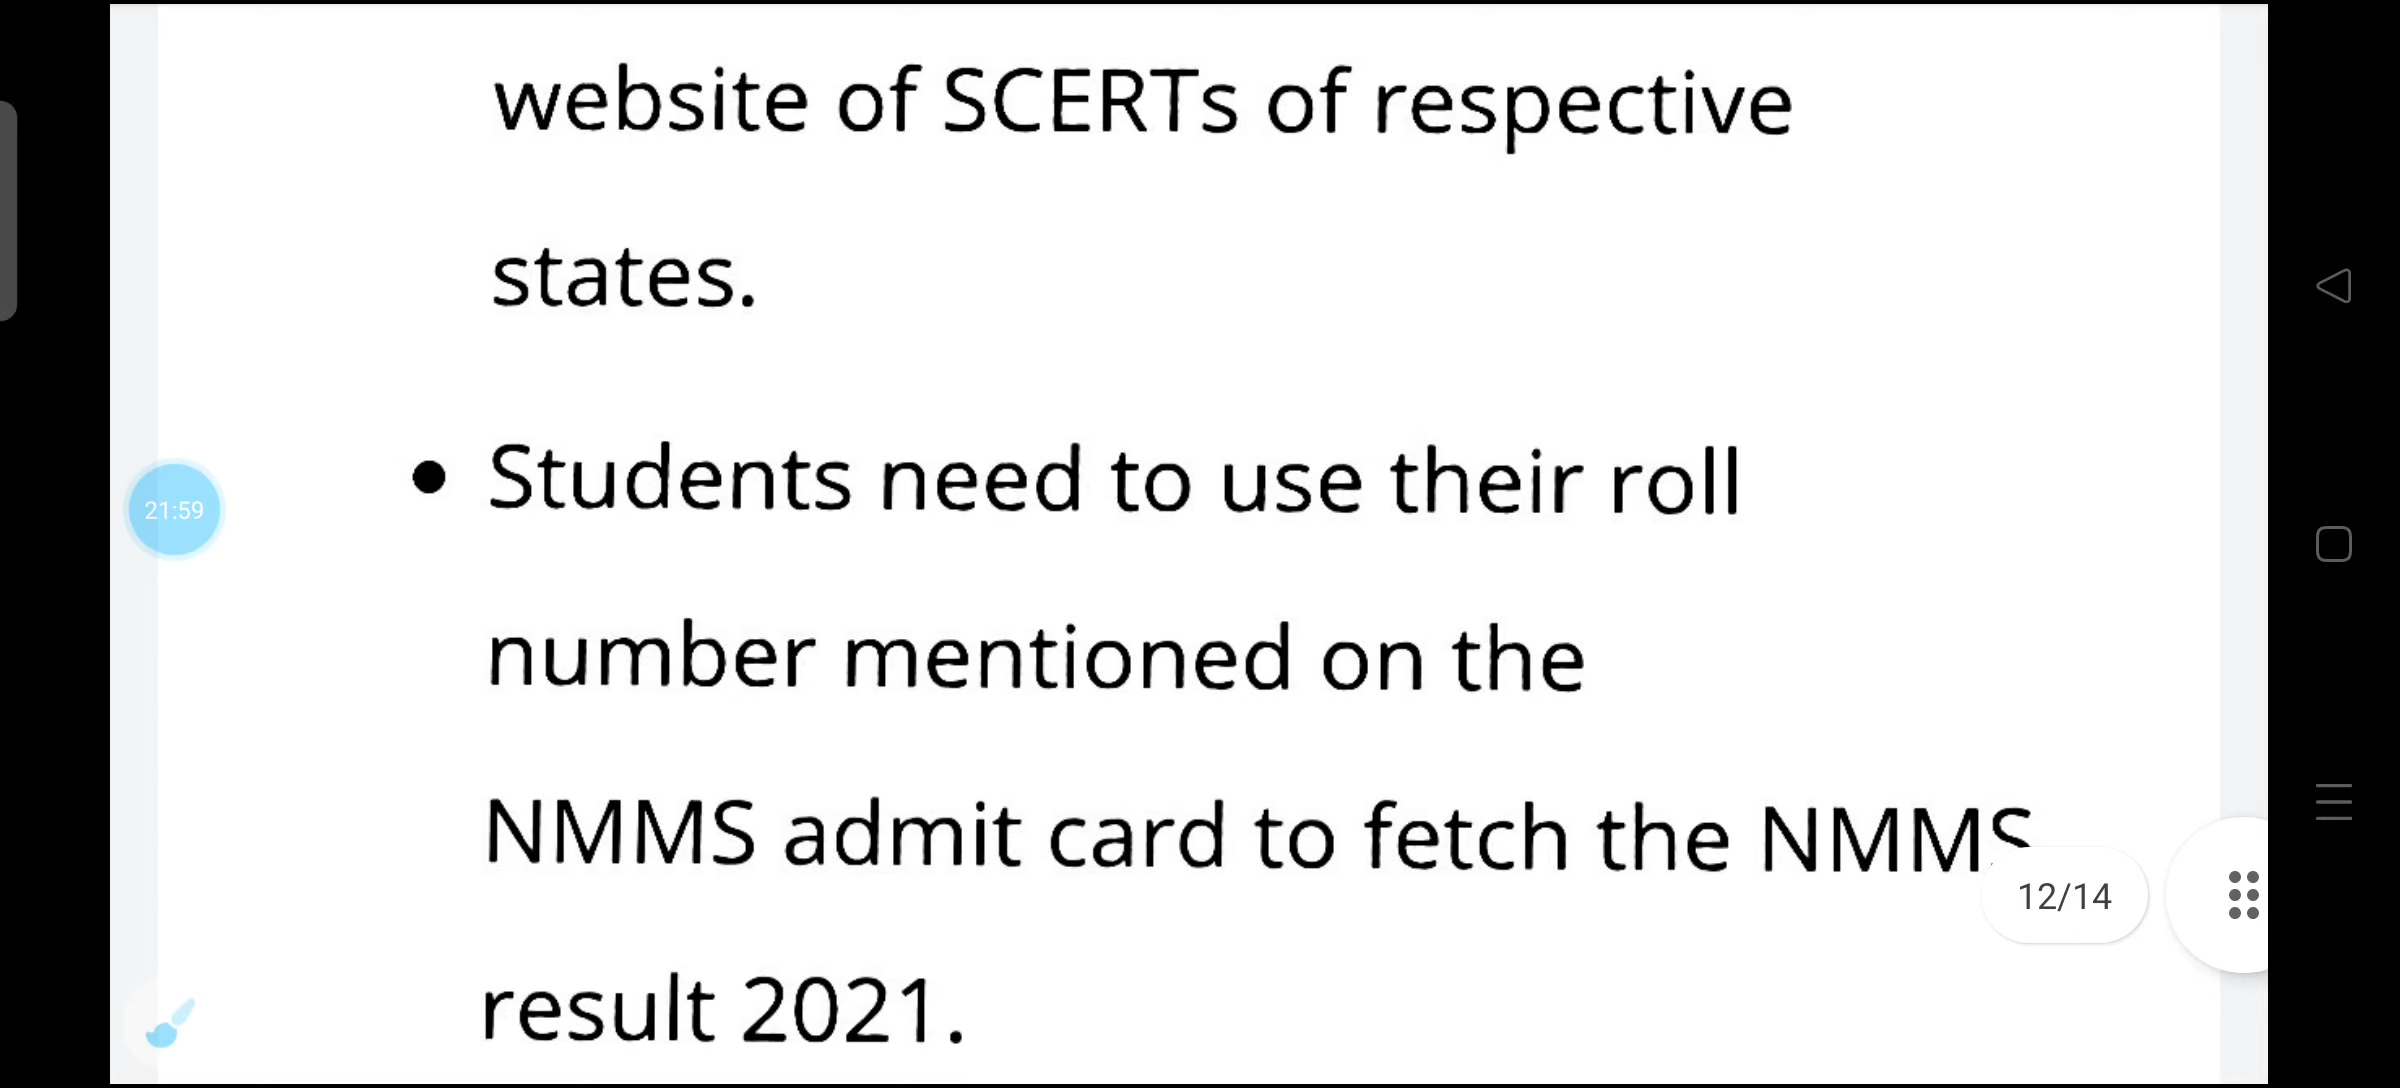 website of SCERTs of respective
states.
• Students need to use their roll
21:59
number mentioned on the
NMMS admit card to fetch the NMMS
12/14
result 2021.